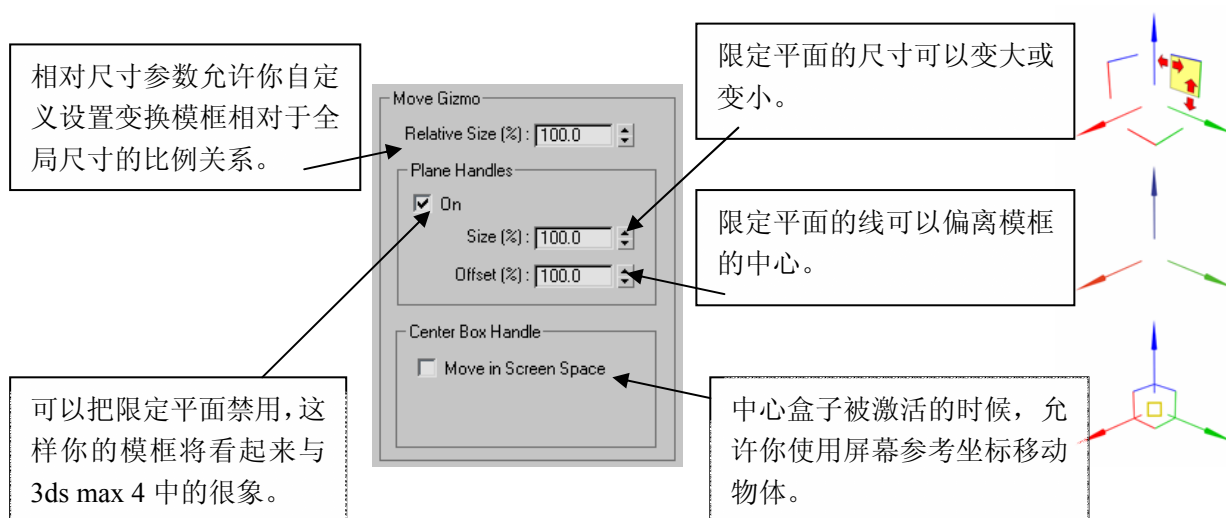 相对尺寸参数允许你自定
义设置变换模框相对于全
局尺寸的比例关系。
可以把限定平面禁用，这
样你的模框将看起来与
3ds max 4 中的很象。
Move Gizmo
Relative Size (%) : 100.0
Plane Handles
On
Size (%) : 100.0
Offset (%) : 100.0
Center Box Handle
Move in Screen Space
限定平面的尺寸可以变大或
变小。
限定平面的线可以偏离模框
的中心。
中心盒子被激活的时候，允
许你使用屏幕参考坐标移动
物体。